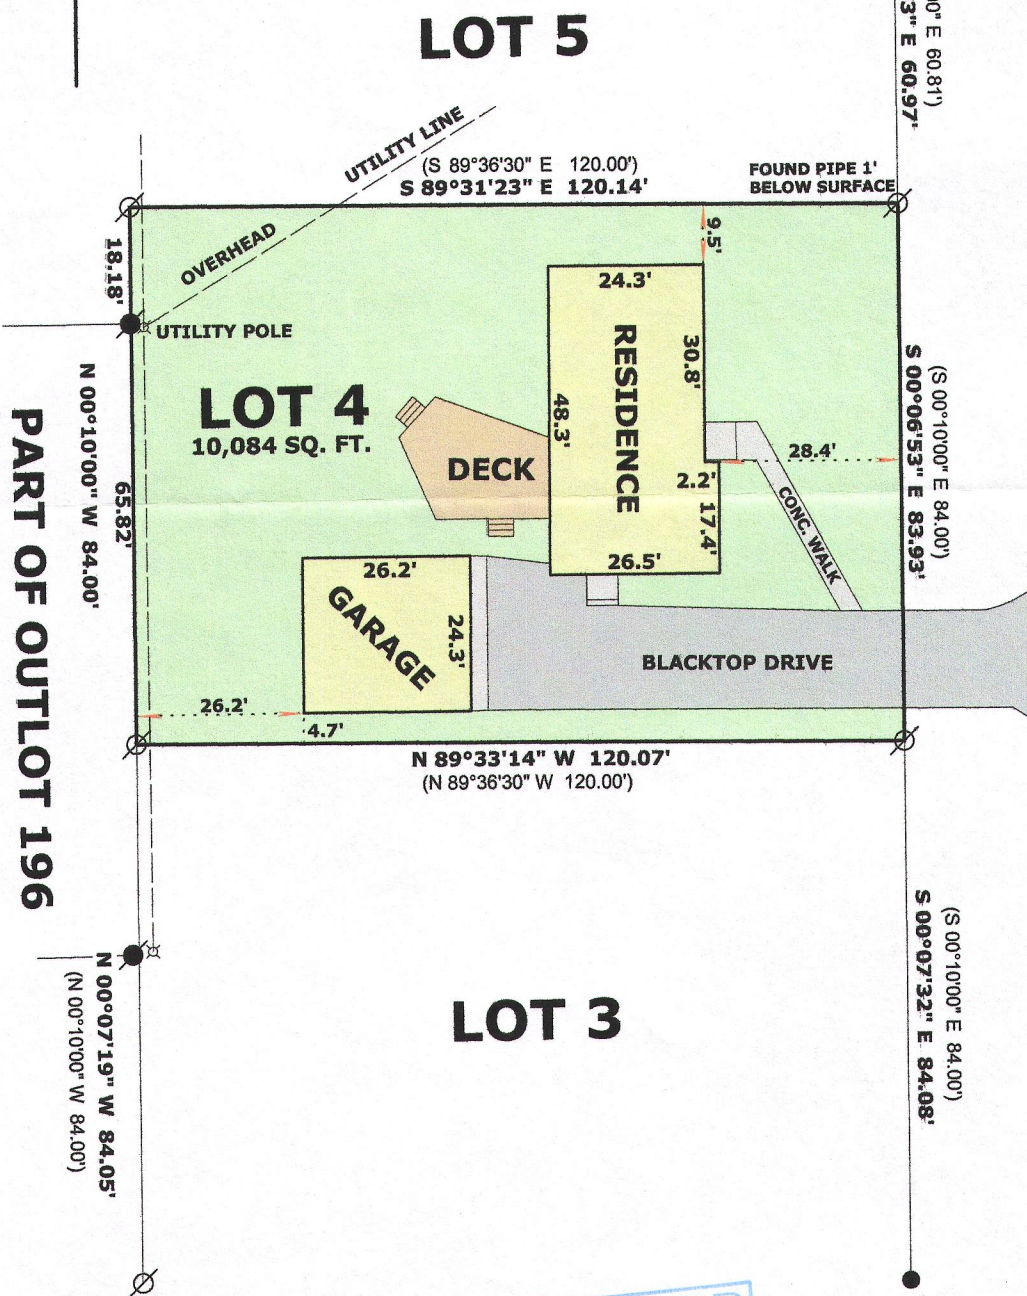 LOT 5
00" E 60.81')
3" E 60.97'
UTILITY LINE
(S 89°36'30" E 120.00')
S 89°31'23" E 120.14'
FOUND PIPE 1'
BELOW SURFACE
18.18'
OVERHEAD
9.5'
24.3'
UTILITY POLE
RESIDENCE
30.8'
(S 00°10'00" E 84.00')
S 00°06'53" E 83.93'
N 00°10'00" W 84.00'
LOT 4
10,084 SQ. FT.
48.3'
28.4'
DECK
2.2'
65.82'
17.4'
CONC. WALK
PART OF OUTLOT 196
26.2'
26.5'
GARAGE
24.3'
BLACKTOP DRIVE
26.2'
4.7'
N 89°33'14" W 120.07'
(N 89°36'30" W 120.00')
(S 00°10'00" E 84.00')
S 00°07'32" E 84.08'
N 00°07'19" W 84.05'
(N 00°10'00" W 84.00')
LOT 3